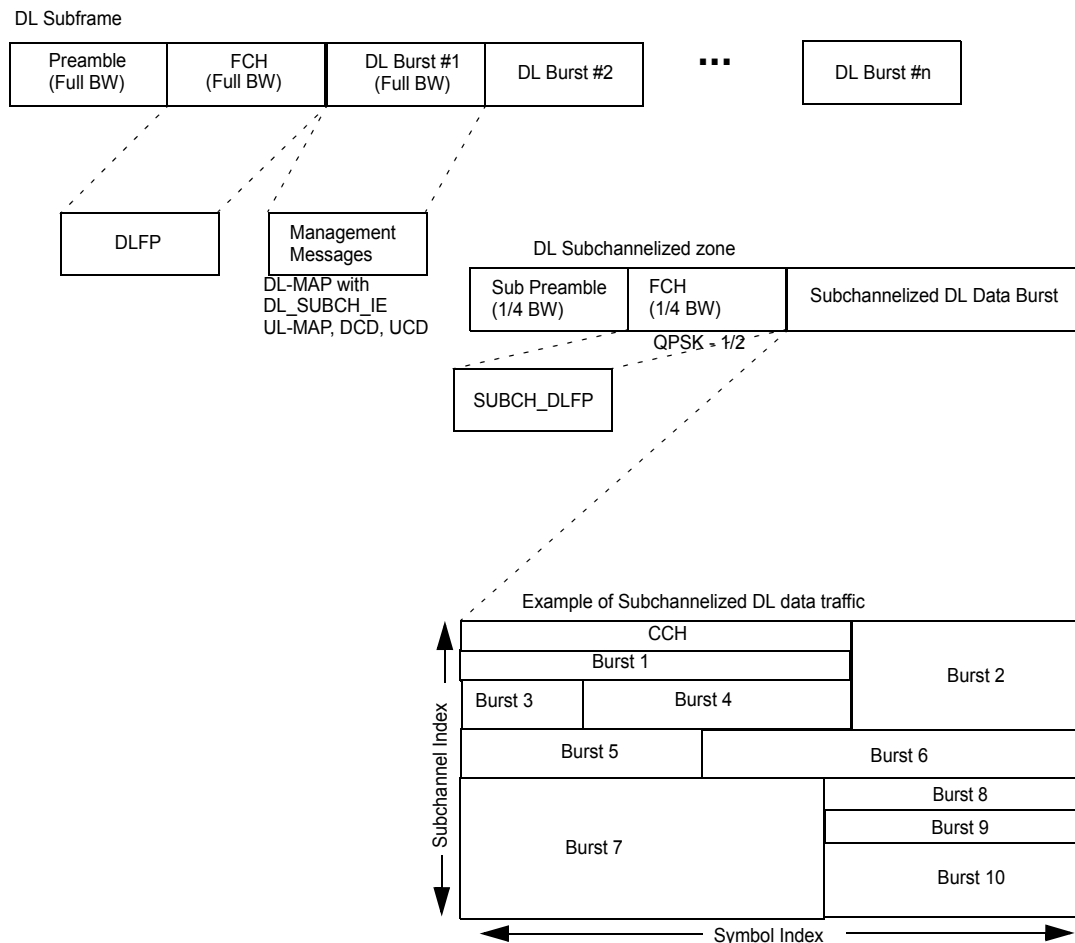 DL Subframe
Preamble
(Full BW)
FCH
(Full BW)
DL Burst #1
(Full BW)
DL Burst #2
...
DL Burst #n
DLFP
Management
Messages
DL-MAP with
DL_SUBCH_IE
UL-MAP, DCD, UCD
DL Subchannelized zone
Sub Preamble
(1/4 BW)
FCH
(1/4 BW)
Subchannelized DL Data Burst
QPSK - 1/2
SUBCH_DLFP
Example of Subchannelized DL data traffic
CCH
Burst 1
Burst 2
Burst 3
Burst 4
Burst 5
Burst 6
Burst 7
Burst 8
Burst 9
Burst 10
Subchannel Index
Symbol Index